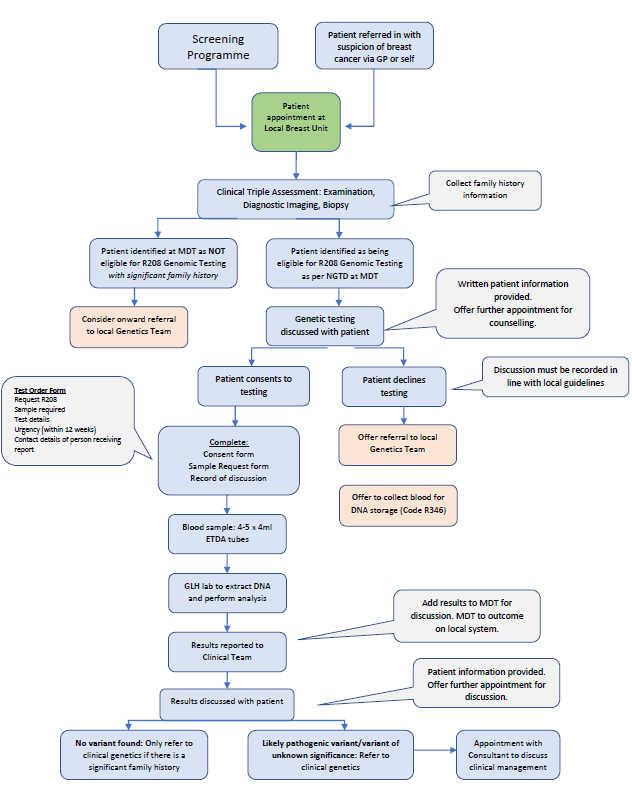 Screening
Programme
Patient referred in with
suspicion of breast
cancer via GP or self
Patient
appointment at
Local Breast Unit
Clinical Triple Assessment: Examination,
Diagnostic Imaging, Biopsy
Collect family history
information
Patient identified at MDT as NOT
eligible for R208 Genomic Testing
with significant family history
Patient identified as being
eligible for R208 Genomic Testing
as per NGTD at MDT
Consider onward referral
to local Genetics Team
Genetic testing
discussed with patient
Written patient information
provided.
Offer further appointment for
counselling.
Patient consents to
testing
Patient declines
testing
Discussion must be recorded in
line with local guidelines
Test Order Form
Request R208
Sample required
Test details
Urgency (within 12 weeks)
Contact details of person receiving
report
Complete:
Consent form
Sample Request form
Record of discussion
Offer referral to local
Genetics Team
Offer to collect blood for
DNA storage (Code R346)
Blood sample: 4-5 x 4ml
ETDA tubes
GLH lab to extract DNA
and perform analysis
Add results to MDT for
discussion. MDT to outcome
on local system.
Results reported to
Clinical Team
Patient information provided.
Offer further appointment for
discussion.
Results discussed with patient
No variant found: Only refer to
clinical genetics if there is a
significant family history
Likely pathogenic variant/variant of
unknown significance: Refer to
clinical genetics
Appointment with
Consultant to discuss
clinical management